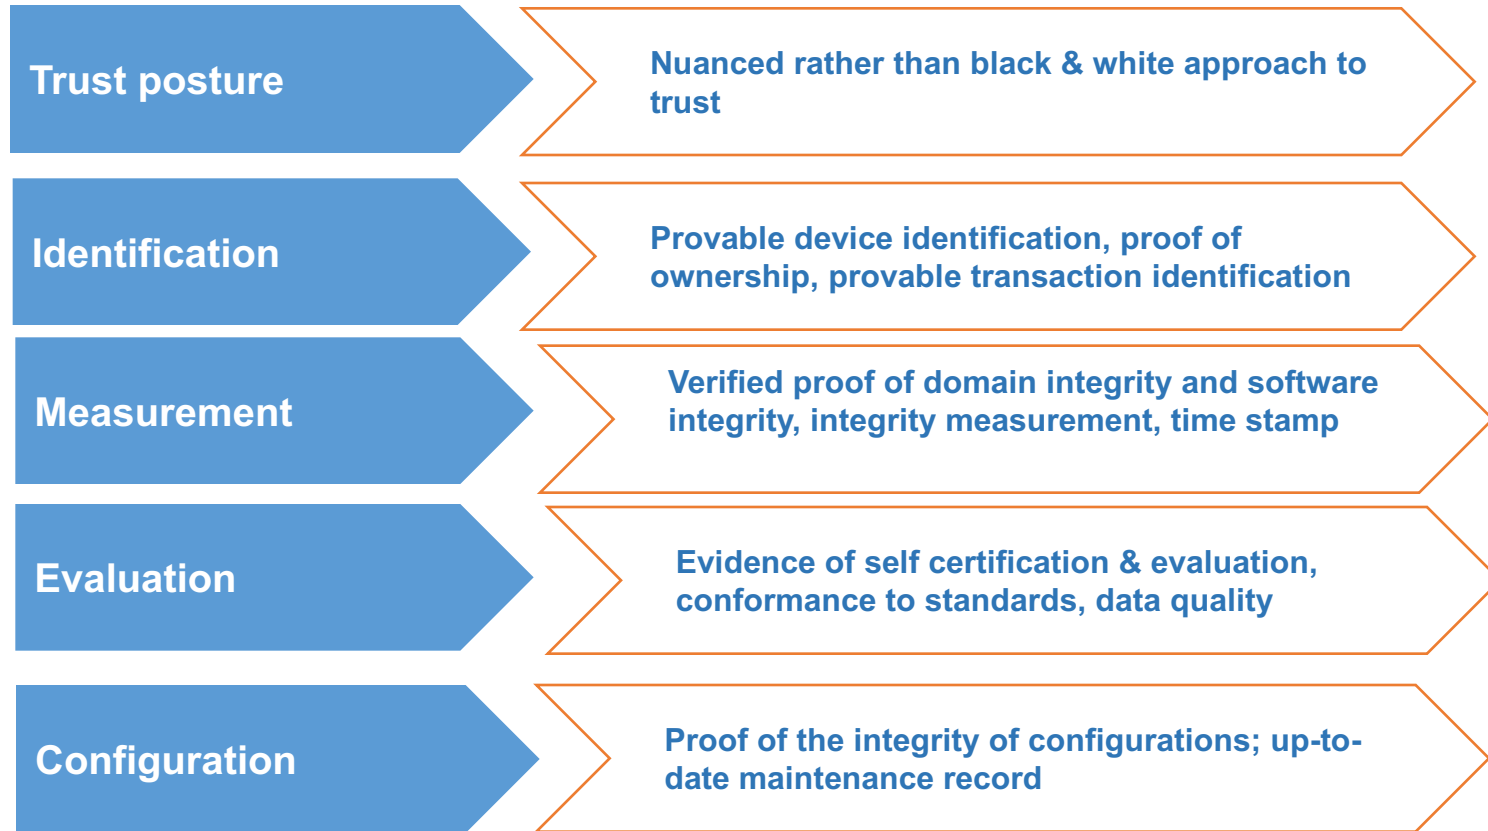 Trust posture
Nuanced rather than black & white approach to
trust
Identification
Provable device identification, proof of
ownership, provable transaction identification
Measurement
Verified proof of domain integrity and software
integrity, integrity measurement, time stamp
Evaluation
Evidence of self certification & evaluation,
conformance to standards, data quality
Configuration
Proof of the integrity of configurations; up-to-
date maintenance record